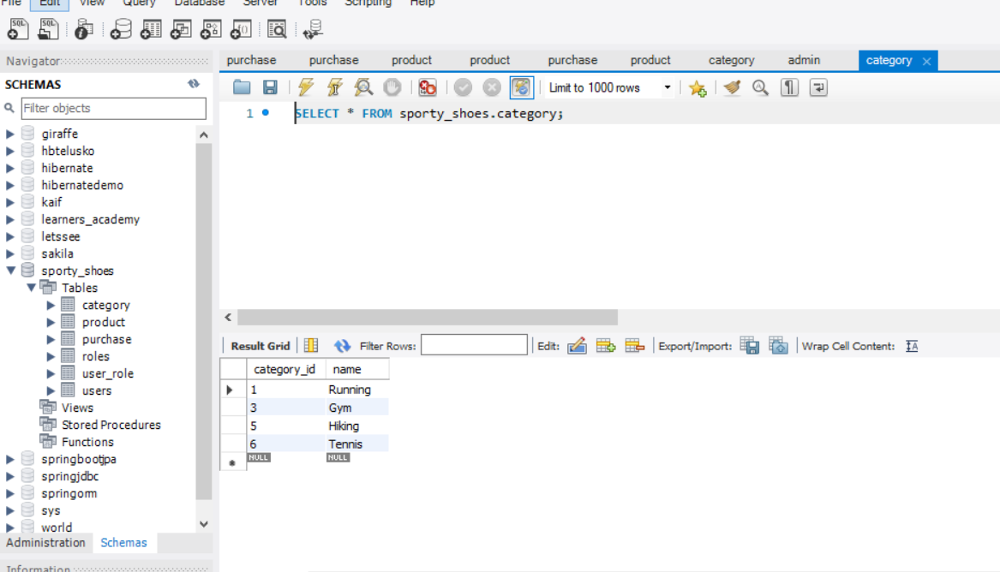 File Edit View Query Database Server Tools Scripting Help
SQL SQL
Navigator
purchase purchase product product purchase product category admin category
SCHEMAS
Limit to 1000 rows
Filter objects
1 SELECT * FROM sporty_shoes.category;
giraffe
hbtelusko
hibernate
hibernatedemo
kaif
learners_academy
letssee
sakila
sporty_shoes
Tables
category
product
purchase
roles
user_role
users
Views
Stored Procedures
Functions
springbootjpa
springjdbc
springorm
sys
world
Result Grid Filter Rows: Edit: Export/Import: Wrap Cell Content:
category_id name
1 Running
3 Gym
5 Hiking
6 Tennis
NULL NULL
Administration Schemas
Information